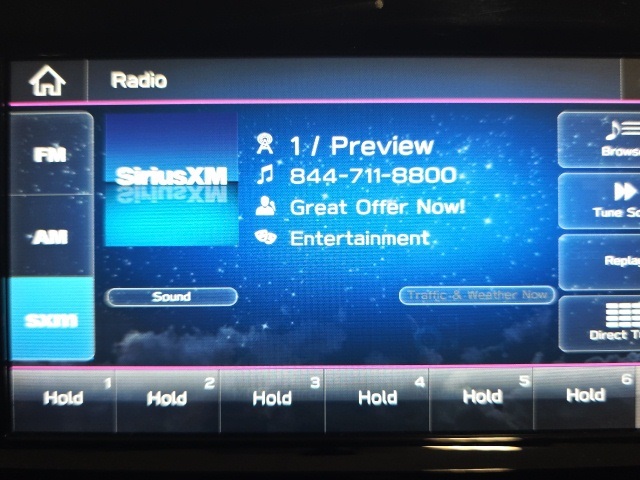 Radio
FM
AM
SXM
SiriusXM
1 / Preview
844-711-8800
Great Offer Now!
Entertainment
Sound
Traffic & Weather Now
Direct
1
Hold
2
Hold
3
Hold
4
Hold
5
Hold
6
Hold